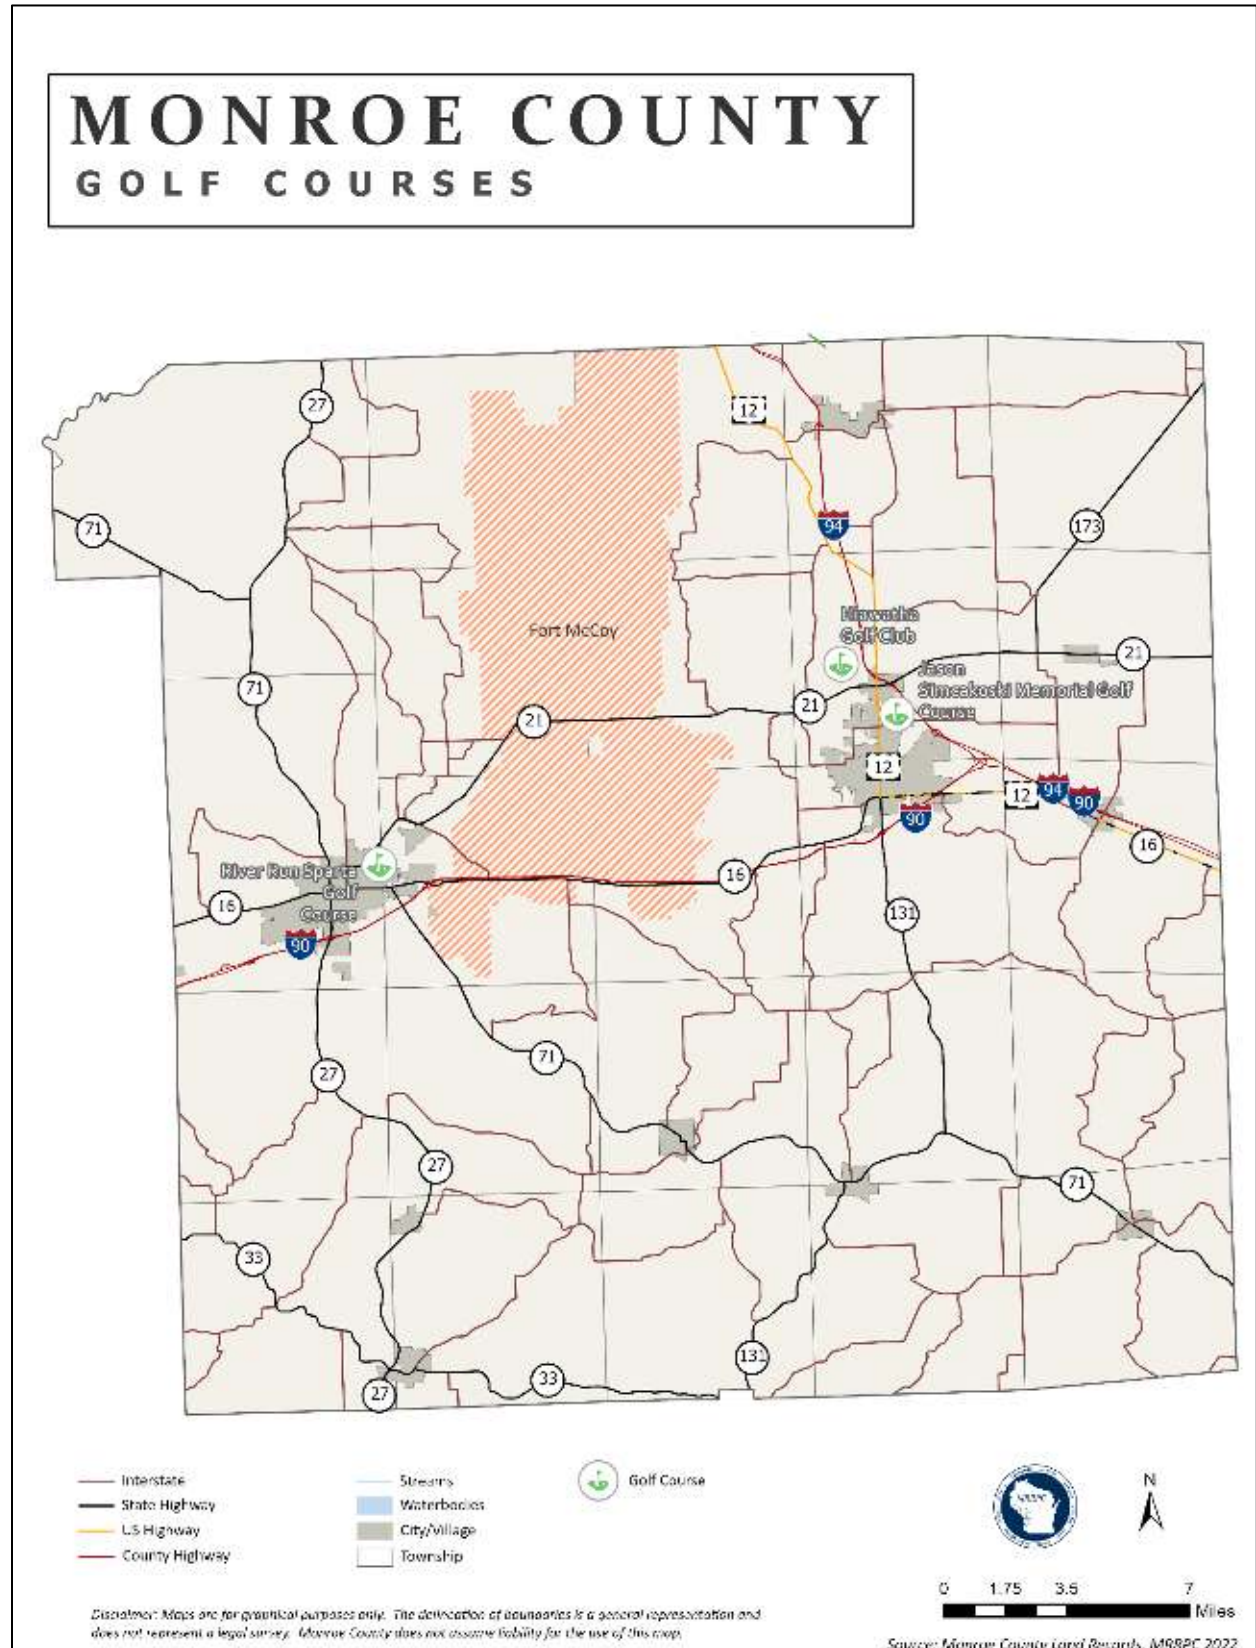 MONROE COUNTY
GOLF COURSES
27
12
71
94
173
Fort McCoy
Hiawatha
Golf Club
21
Jason
Simcakoski Memorial Golf
Course
71
21
21
12
12
94
90
90
16
River Run Sparta
Golf
Course
16
16
131
90
71
27
27
71
33
131
33
27
Interstate
State Highway
US Highway
County Highway
Streams
Waterbodies
City/Village
Township
Golf Course
N
0 1.75 3.5 7
Miles
Disclaimer: Maps are for graphical purposes only. The delineation of boundaries is a general representation and
does not represent a legal survey. Monroe County does not assume liability for the use of this map.
Source: Monroe County Land Records, MRRPC 2022